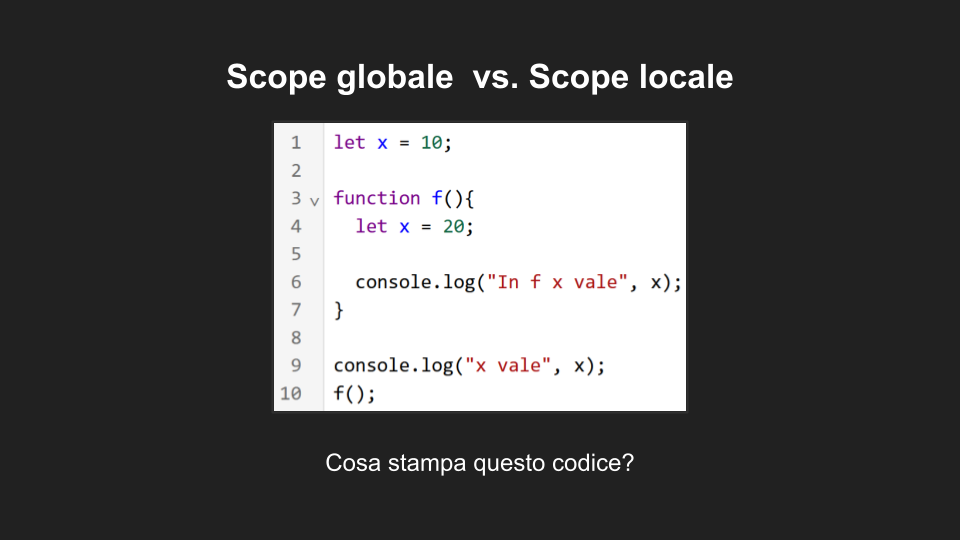 Scope globale  vs. Scope locale
1 let x = 10;
2
3 function f(){
4   let x = 20;
5
6   console.log("In f x vale", x);
7 }
8
9 console.log("x vale", x);
10 f();
Cosa stampa questo codice?